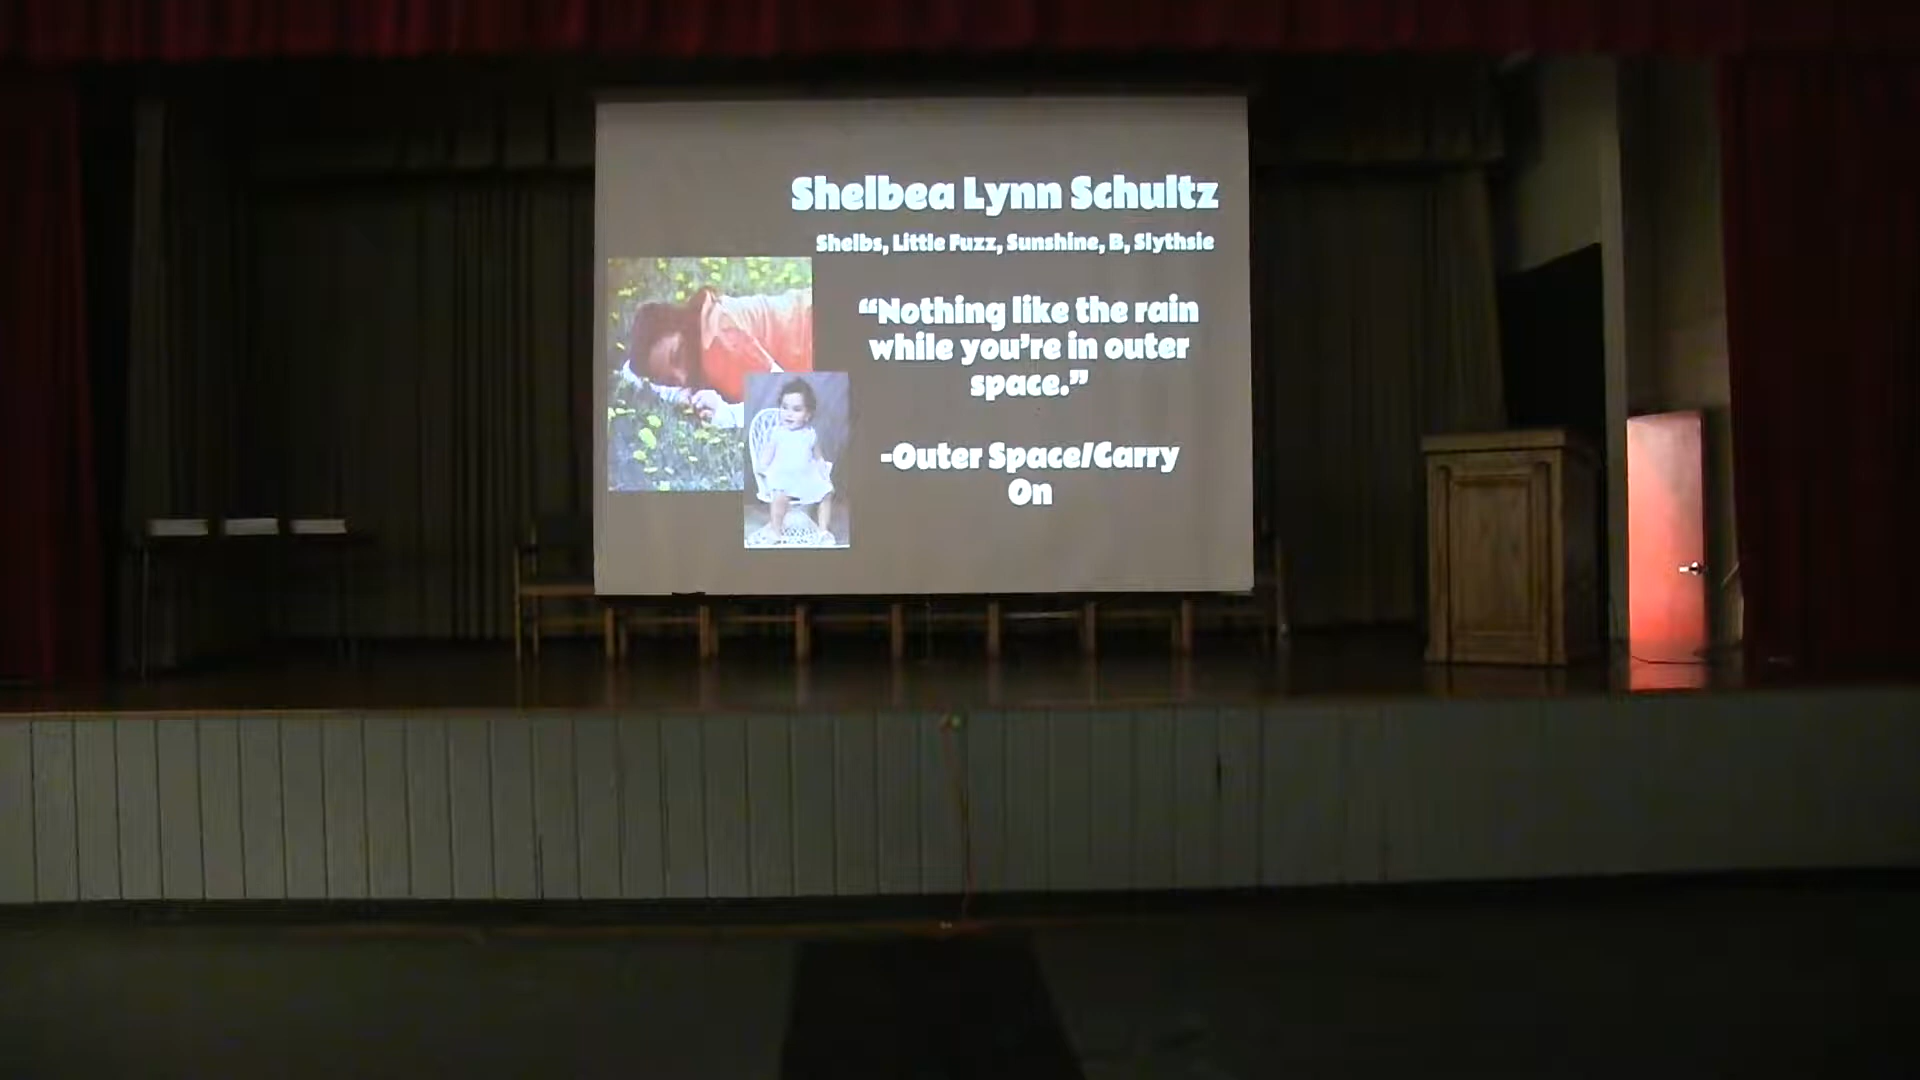 Shelbea Lynn Schultz
Shelbs, Little Fuzz, Sunshine, B, Slythsie
“Nothing like the rain
while you’re in outer
space.”
-Outer Space/Carry
On